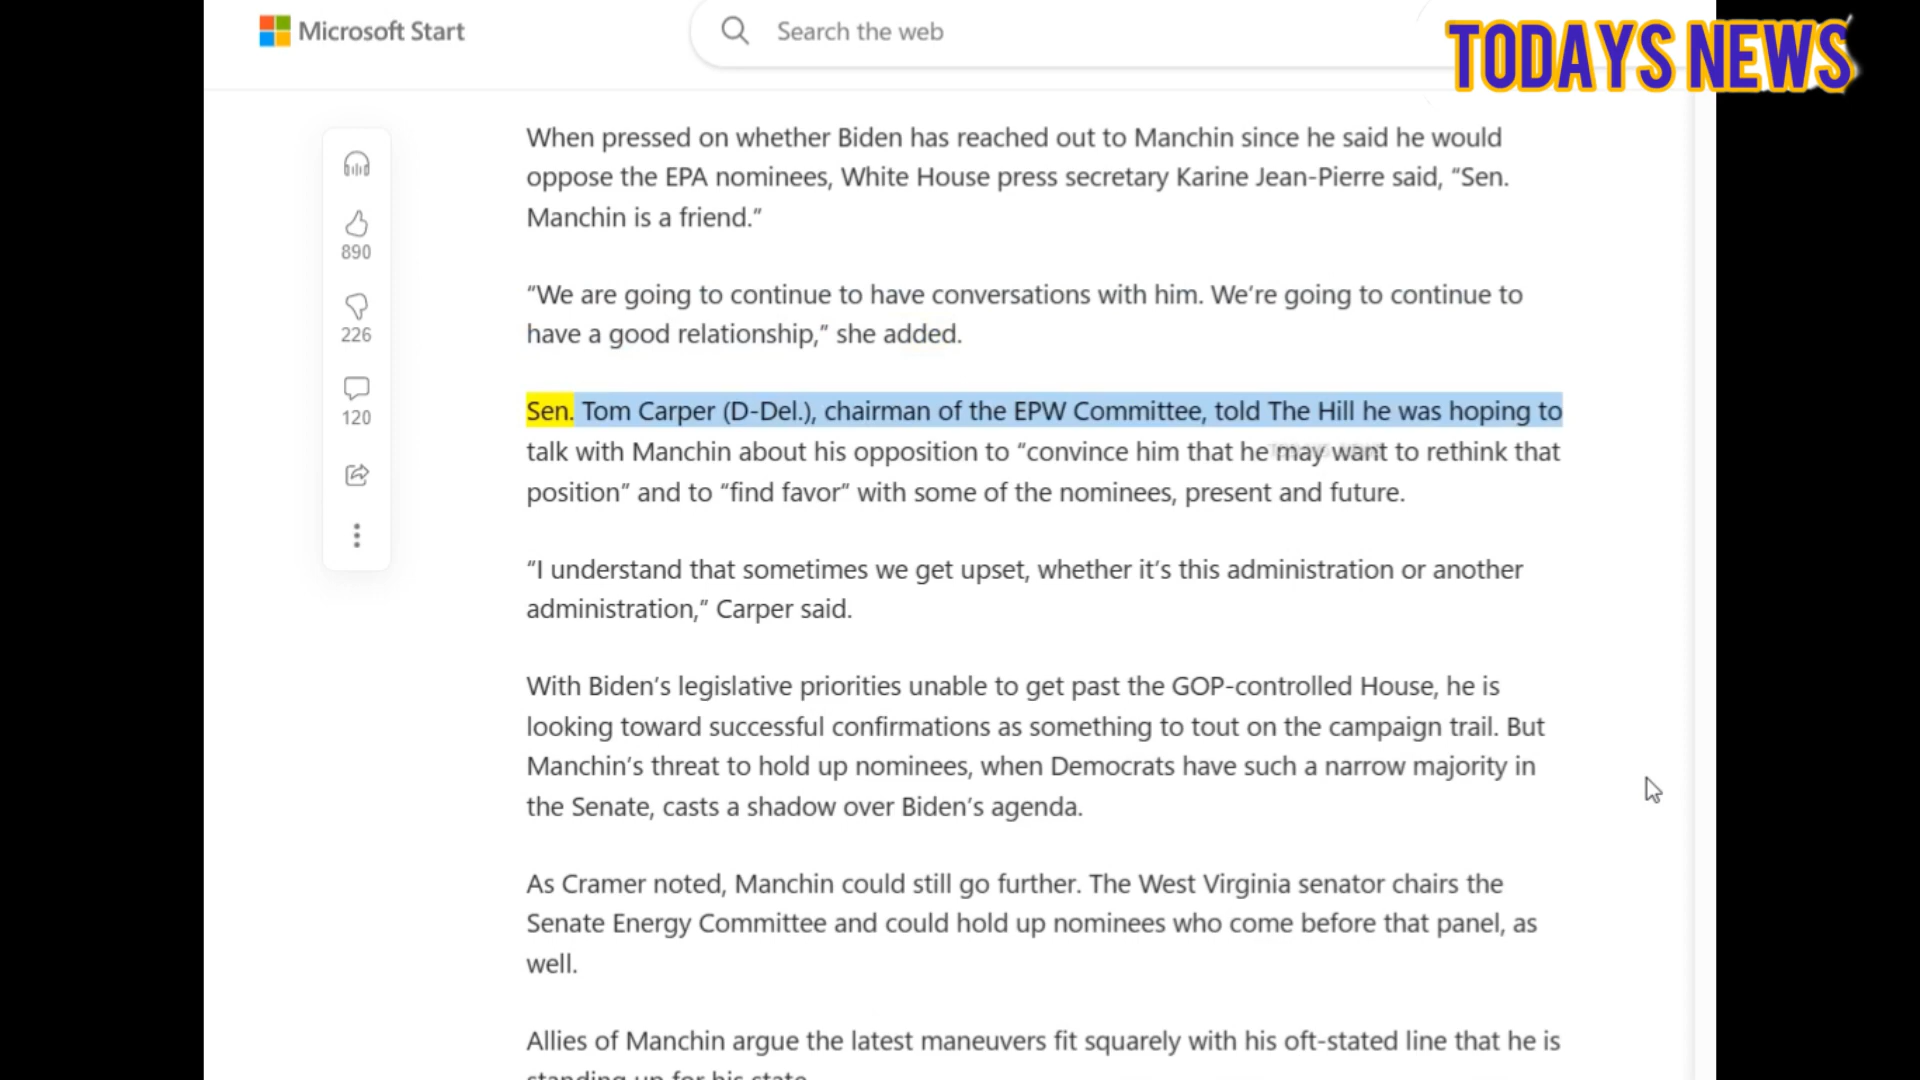 Microsoft Start
Search the web
TODAYS NEWS
When pressed on whether Biden has reached out to Manchin since he said he would
oppose the EPA nominees, White House press secretary Karine Jean-Pierre said, “Sen.
Manchin is a friend.”
“We are going to continue to have conversations with him. We’re going to continue to
have a good relationship,” she added.
Sen. Tom Carper (D-Del.), chairman of the EPW Committee, told The Hill he was hoping to
talk with Manchin about his opposition to “convince him that he may want to rethink that
position” and to “find favor” with some of the nominees, present and future.
“I understand that sometimes we get upset, whether it’s this administration or another
administration,” Carper said.
With Biden’s legislative priorities unable to get past the GOP-controlled House, he is
looking toward successful confirmations as something to tout on the campaign trail. But
Manchin’s threat to hold up nominees, when Democrats have such a narrow majority in
the Senate, casts a shadow over Biden’s agenda.
As Cramer noted, Manchin could still go further. The West Virginia senator chairs the
Senate Energy Committee and could hold up nominees who come before that panel, as
well.
Allies of Manchin argue the latest maneuvers fit squarely with his oft-stated line that he is
standing up for his state
890
226
120